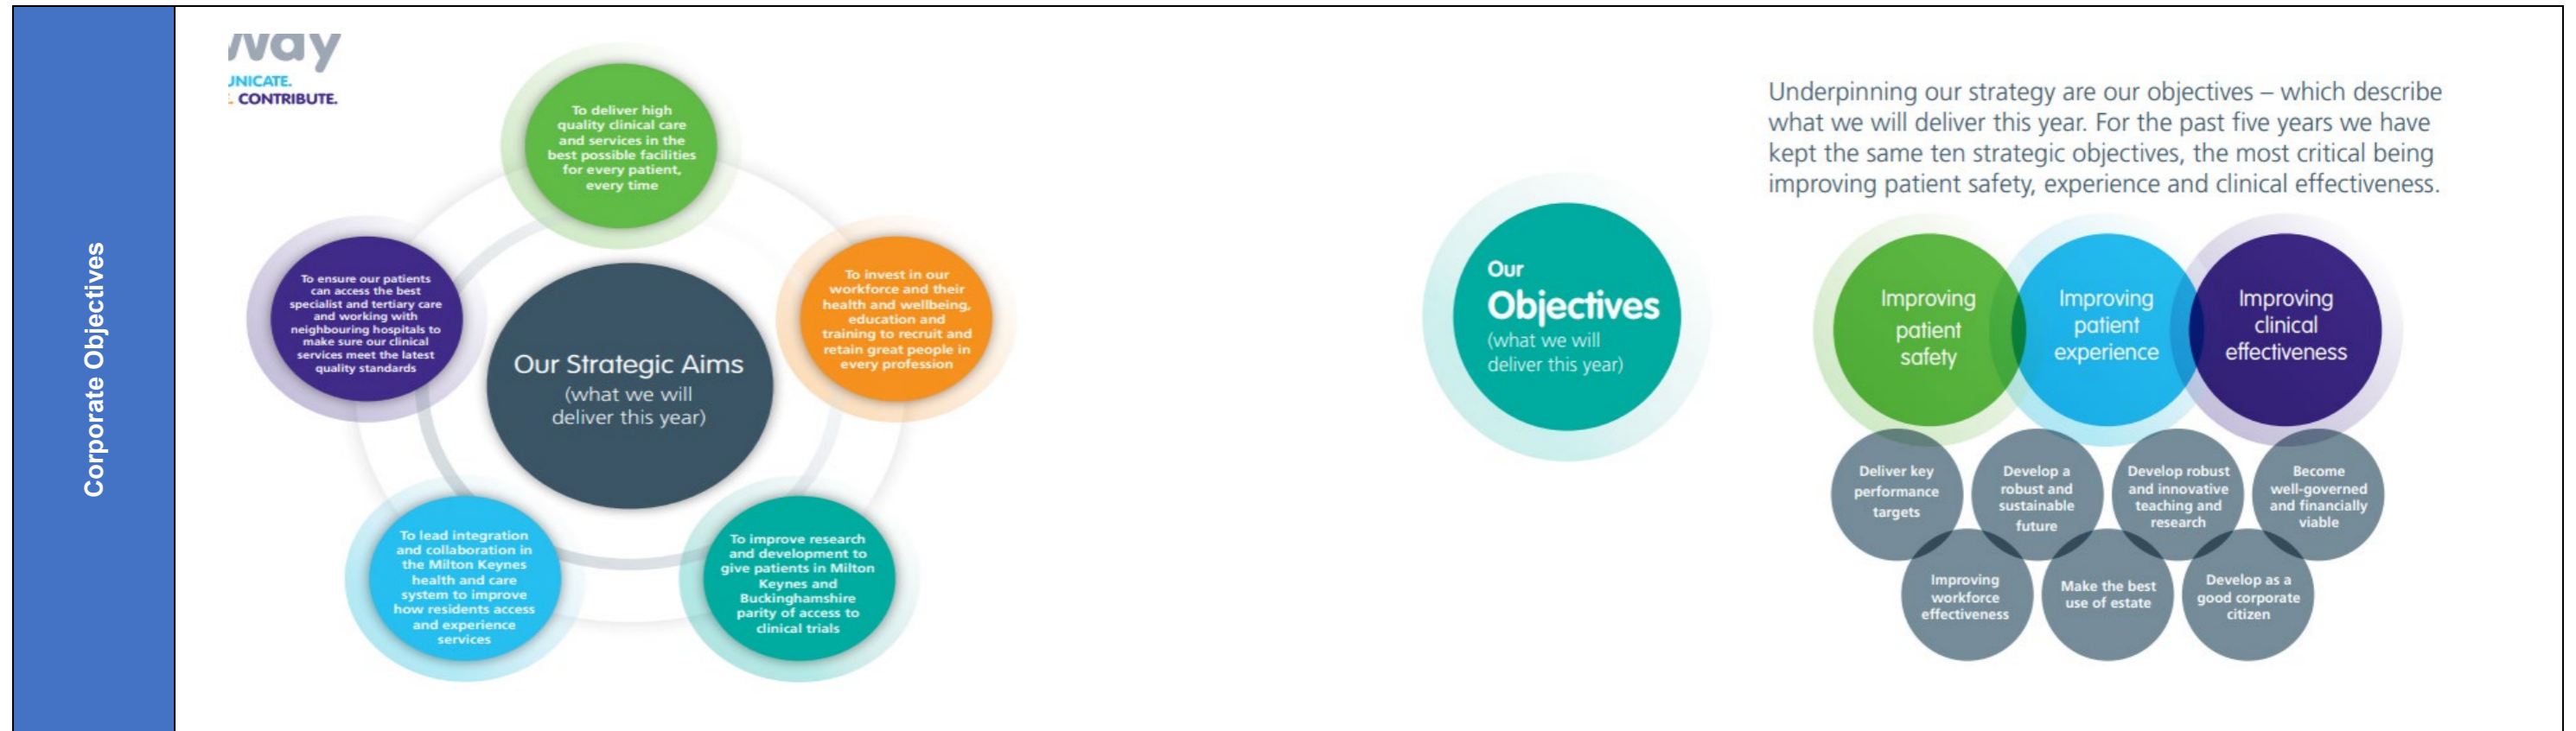 Corporate Objectives
way
UNICATE.
. CONTRIBUTE.
To deliver high
quality clinical care
and services in the
best possible facilities
for every patient,
every time
To ensure our patients
can access the best
specialist and tertiary care
and working with
neighbouring hospitals to
make sure our clinical
services meet the latest
quality standards
To invest in our
workforce and their
health and wellbeing,
education and
training to recruit and
retain great people in
every profession
Our Strategic Aims
(what we will
deliver this year)
To lead integration
and collaboration in
the Milton Keynes
health and care
system to improve
how residents access
and experience
services
To improve research
and development to
give patients in Milton
Keynes and
Buckinghamshire
parity of access to
clinical trials
Our
Objectives
(what we will
deliver this year)
Underpinning our strategy are our objectives – which describe
what we will deliver this year. For the past five years we have
kept the same ten strategic objectives, the most critical being
improving patient safety, experience and clinical effectiveness.
Improving
patient
safety
Improving
patient
experience
Improving
clinical
effectiveness
Deliver key
performance
targets
Develop a
robust and
sustainable
future
Develop robust
and innovative
teaching and
research
Become
well-governed
and financially
viable
Improving
workforce
effectiveness
Make the best
use of estate
Develop as a
good corporate
citizen